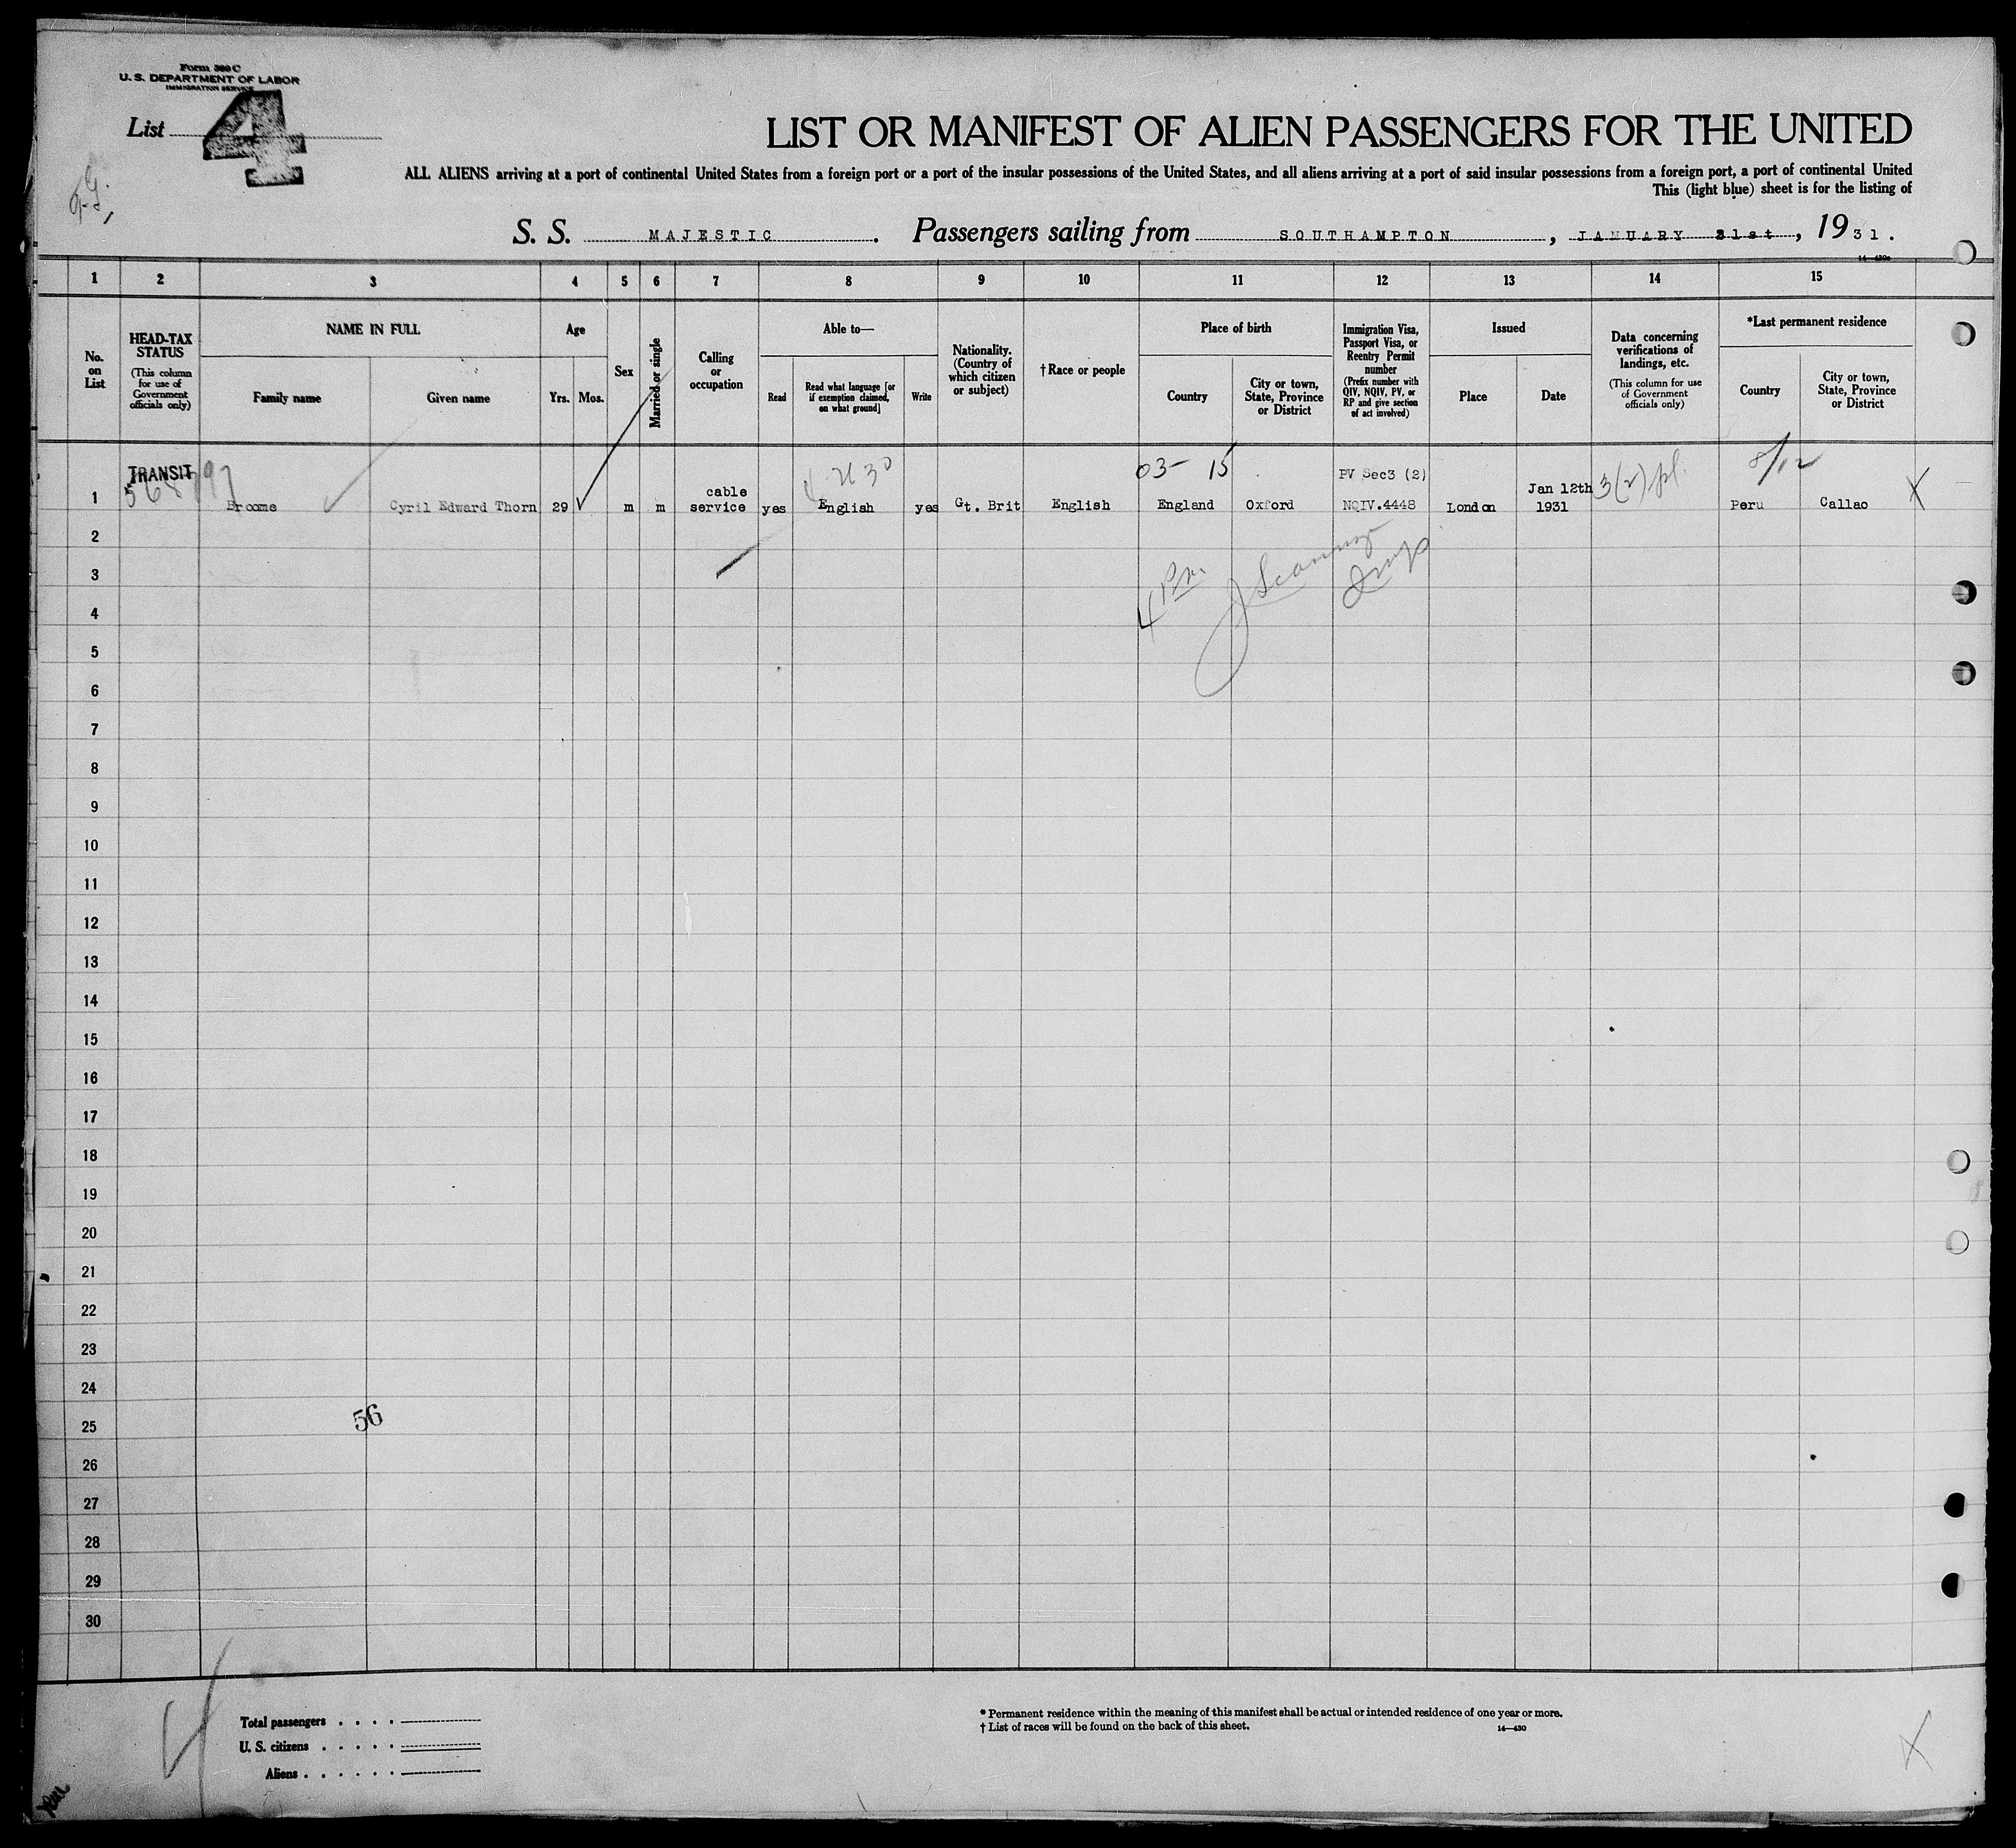 Form 500 C
U. S. DEPARTMENT OF LABOR
IMMIGRATION SERVICE
List 4
LIST OR MANIFEST OF ALIEN PASSENGERS FOR THE UNITED
ALL ALIENS arriving at a port of continental United States from a foreign port or a port of the insular possessions of the United States, and all aliens arriving at a port of said insular possessions from a foreign port, a port of continental United
This (light blue) sheet is for the listing of
S. S. MAJESTIC. Passengers sailing from SOUTHAMPTON, JANUARY 21st, 1931.
1 2 3 4 5 6 7 8 9 10 11 12 13 14 15
No. on List
HEAD-TAX STATUS (This column for use of Government officials only)
NAME IN FULL
Family name
Given name
Age
Yrs.
Mos.
Sex
Married or single
Calling or occupation
Able to—
Read
Read what language [or if exemption claimed, on what ground]
Write
Nationality. (Country of which citizen or subject)
†Race or people
Place of birth
Country
City or town, State, Province or District
Immigration Visa, Passport Visa, or Reentry Permit number (Prefix number with QIV, NQIV, PV, or RP and give section of act involved)
Issued
Place
Date
Data concerning verifications of landings, etc. (This column for use of Government officials only)
*Last permanent residence
Country
City or town, State, Province or District
TRANSIT
03- 15
PV Sec3 (2)
8/12
1 Broome Cyril Edward Thorn 29 m m cable service yes English yes Gt. Brit English England Oxford NQIV.4448 London Jan 12th 1931 3(2) Peru Callao X
2
3
4
5
6
7
8
9
10
11
12
13
14
15
16
17
18
19
20
21
22
23
24
56
25
26
27
28
29
30
Total passengers . . . .
U. S. citizens . . . . .
Aliens . . . . . .
* Permanent residence within the meaning of this manifest shall be actual or intended residence of one year or more.
† List of races will be found on the back of this sheet.
14—430